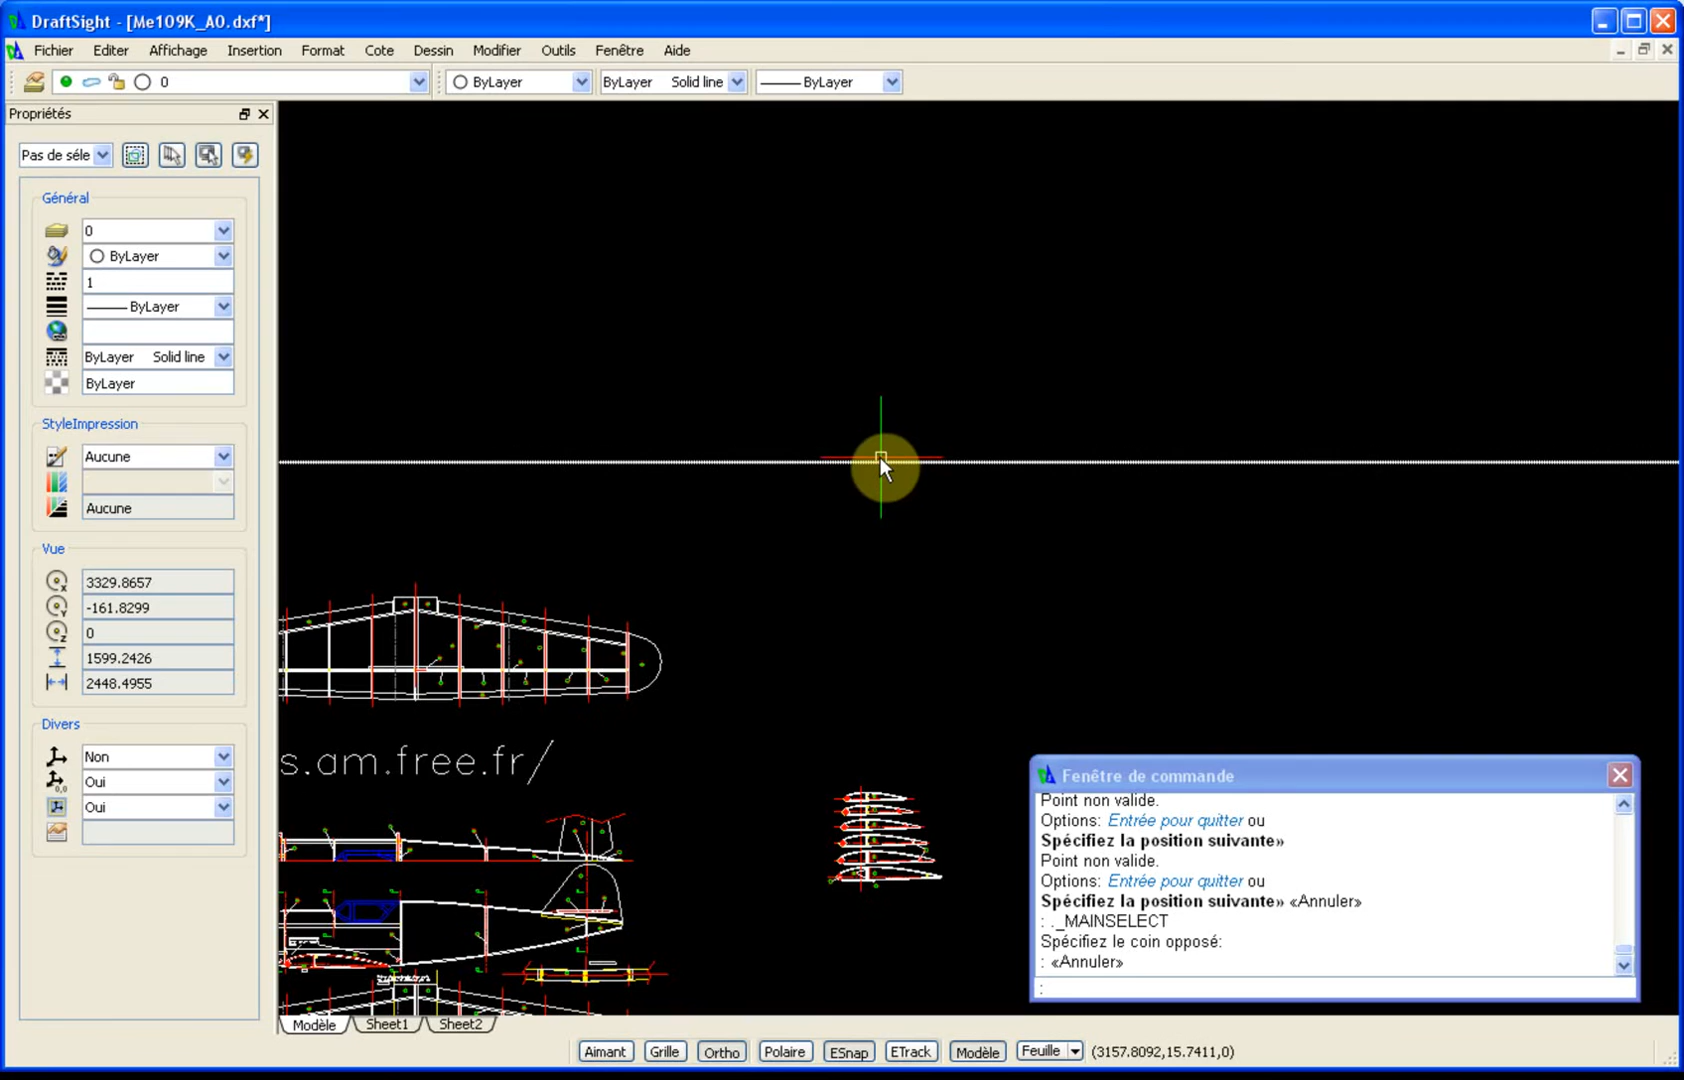 DraftSight - [Me109K_A0.dxf*]
Fichier Editer Affichage Insertion Format Cote Dessin Modifier Outils Fenêtre Aide
0 ByLayer ByLayer Solid line ByLayer
Propriétés
Pas de séle
Général
0
ByLayer
1
ByLayer
ByLayer Solid line
ByLayer
StyleImpression
Aucune
Aucune
Vue
3329.8657
-161.8299
0
1599.2426
2448.4955
Divers
Non
Oui
Oui
s.am.free.fr/
Fenêtre de commande
Point non valide.
Options: Entrée pour quitter ou
Spécifiez la position suivante»
Point non valide.
Options: Entrée pour quitter ou
Spécifiez la position suivante» «Annuler»
: ._MAINSELECT
Spécifiez le coin opposé:
: «Annuler»
:
Modèle Sheet1 Sheet2
Aimant Grille Ortho Polaire ESnap ETrack Modèle Feuille (3157.8092,15.7411,0)